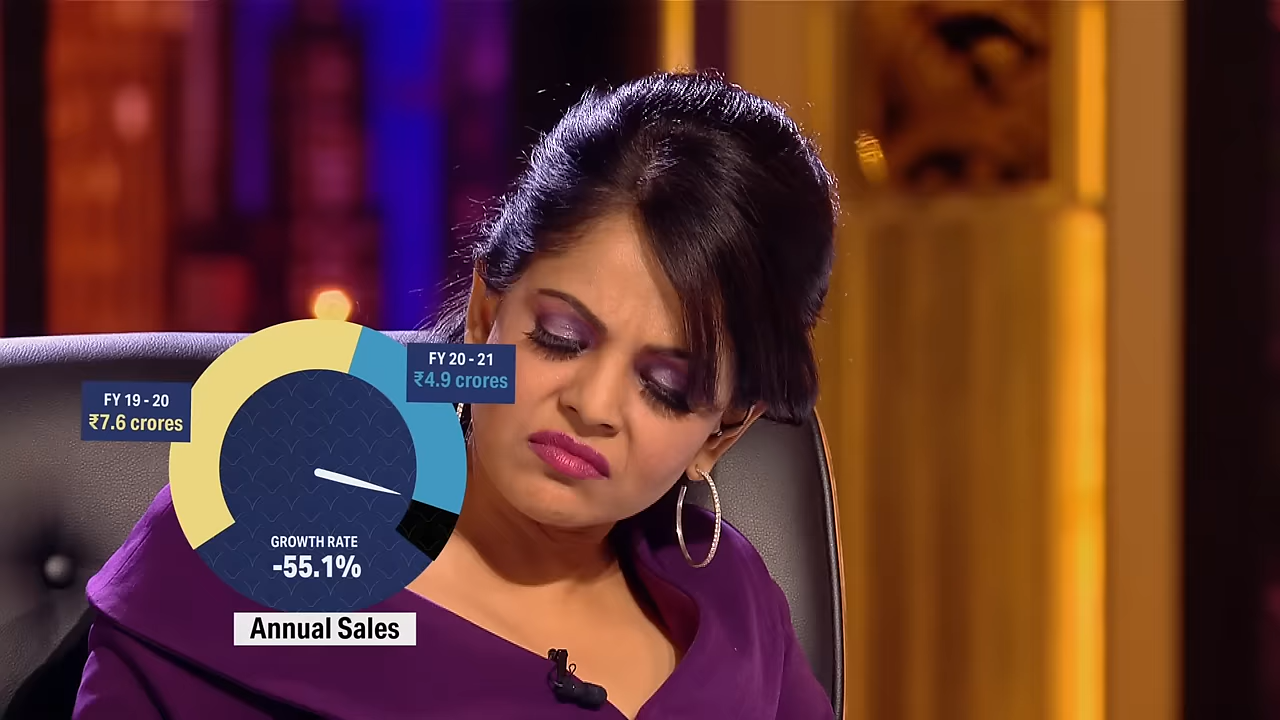 FY 19 - 20
₹7.6 crores
FY 20 - 21
₹4.9 crores
GROWTH RATE
-55.1%
Annual Sales